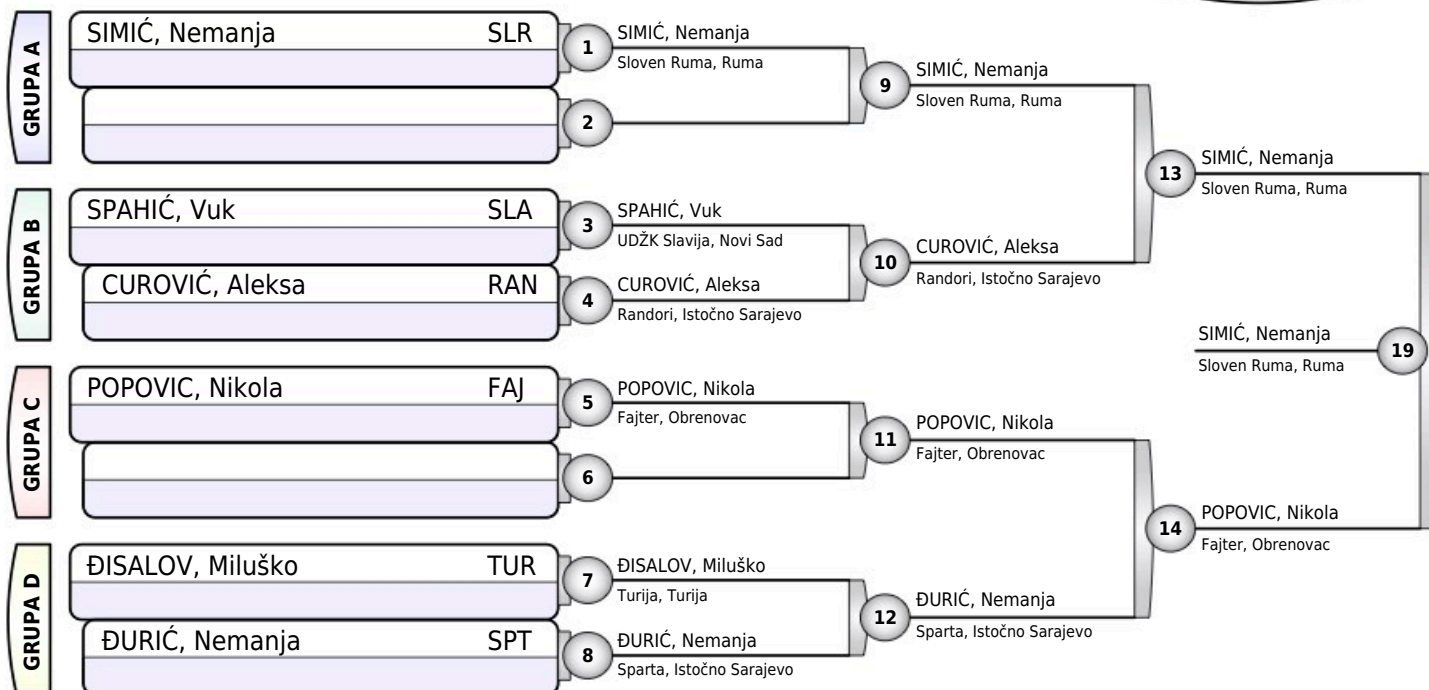 GRUPA A
SIMIĆ, Nemanja SLR
1
SIMIĆ, Nemanja
Sloven Ruma, Ruma
2
9
SIMIĆ, Nemanja
Sloven Ruma, Ruma
GRUPA B
SPAHIĆ, Vuk SLA
3
SPAHIĆ, Vuk
UDŽK Slavija, Novi Sad
CUROVIĆ, Aleksa RAN
4
CUROVIĆ, Aleksa
Randori, Istočno Sarajevo
10
CUROVIĆ, Aleksa
Randori, Istočno Sarajevo
13
SIMIĆ, Nemanja
Sloven Ruma, Ruma
GRUPA C
POPOVIC, Nikola FAJ
5
POPOVIC, Nikola
Fajter, Obrenovac
6
11
POPOVIC, Nikola
Fajter, Obrenovac
GRUPA D
ĐISALOV, Miluško TUR
7
ĐISALOV, Miluško
Turija, Turija
ĐURIĆ, Nemanja SPT
8
ĐURIĆ, Nemanja
Sparta, Istočno Sarajevo
12
ĐURIĆ, Nemanja
Sparta, Istočno Sarajevo
14
POPOVIC, Nikola
Fajter, Obrenovac
SIMIĆ, Nemanja
Sloven Ruma, Ruma
19